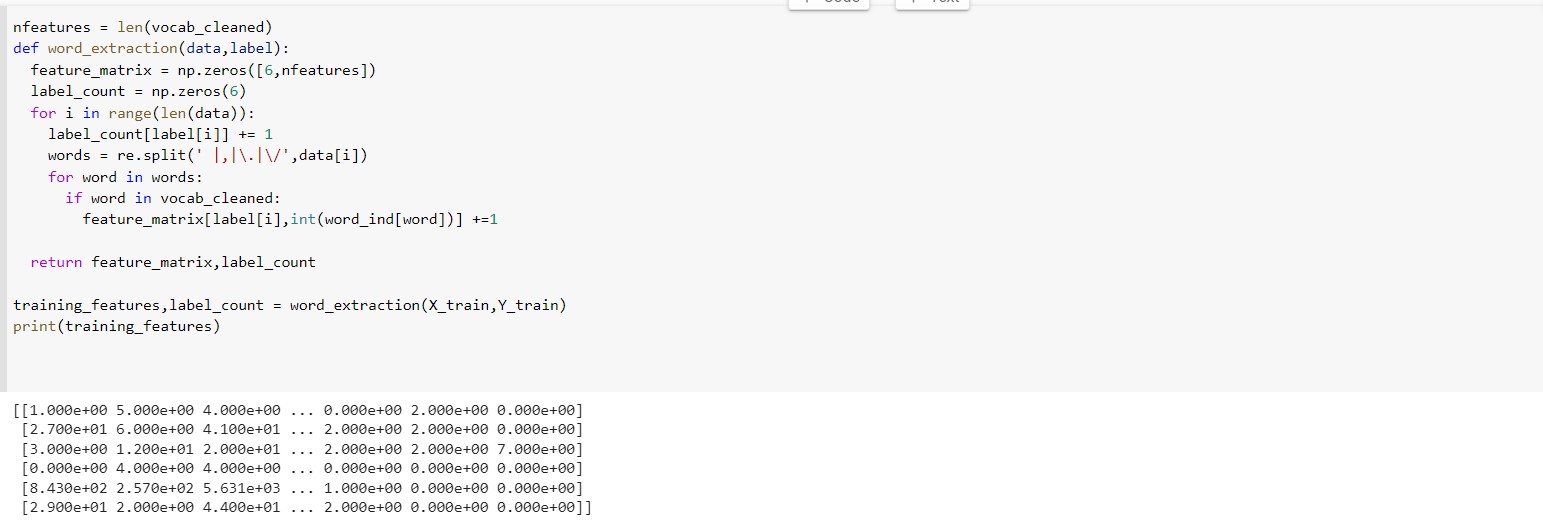 nfeatures = len(vocab_cleaned)
def word_extraction(data,label):
  feature_matrix = np.zeros([6,nfeatures])
  label_count = np.zeros(6)
  for i in range(len(data)):
    label_count[label[i]] += 1
    words = re.split(' |,|\.|\/',data[i])
    for word in words:
      if word in vocab_cleaned:
        feature_matrix[label[i],int(word_ind[word])] +=1
  return feature_matrix,label_count
training_features,label_count = word_extraction(X_train,Y_train)
print(training_features)
[[1.000e+00 5.000e+00 4.000e+00 ... 0.000e+00 2.000e+00 0.000e+00]
 [2.700e+01 6.000e+00 4.100e+01 ... 2.000e+00 2.000e+00 0.000e+00]
 [3.000e+00 1.200e+01 2.000e+01 ... 2.000e+00 2.000e+00 7.000e+00]
 [0.000e+00 4.000e+00 4.000e+00 ... 0.000e+00 0.000e+00 0.000e+00]
 [8.430e+02 2.570e+02 5.631e+03 ... 1.000e+00 0.000e+00 0.000e+00]
 [2.900e+01 2.000e+00 4.400e+01 ... 2.000e+00 0.000e+00 0.000e+00]]